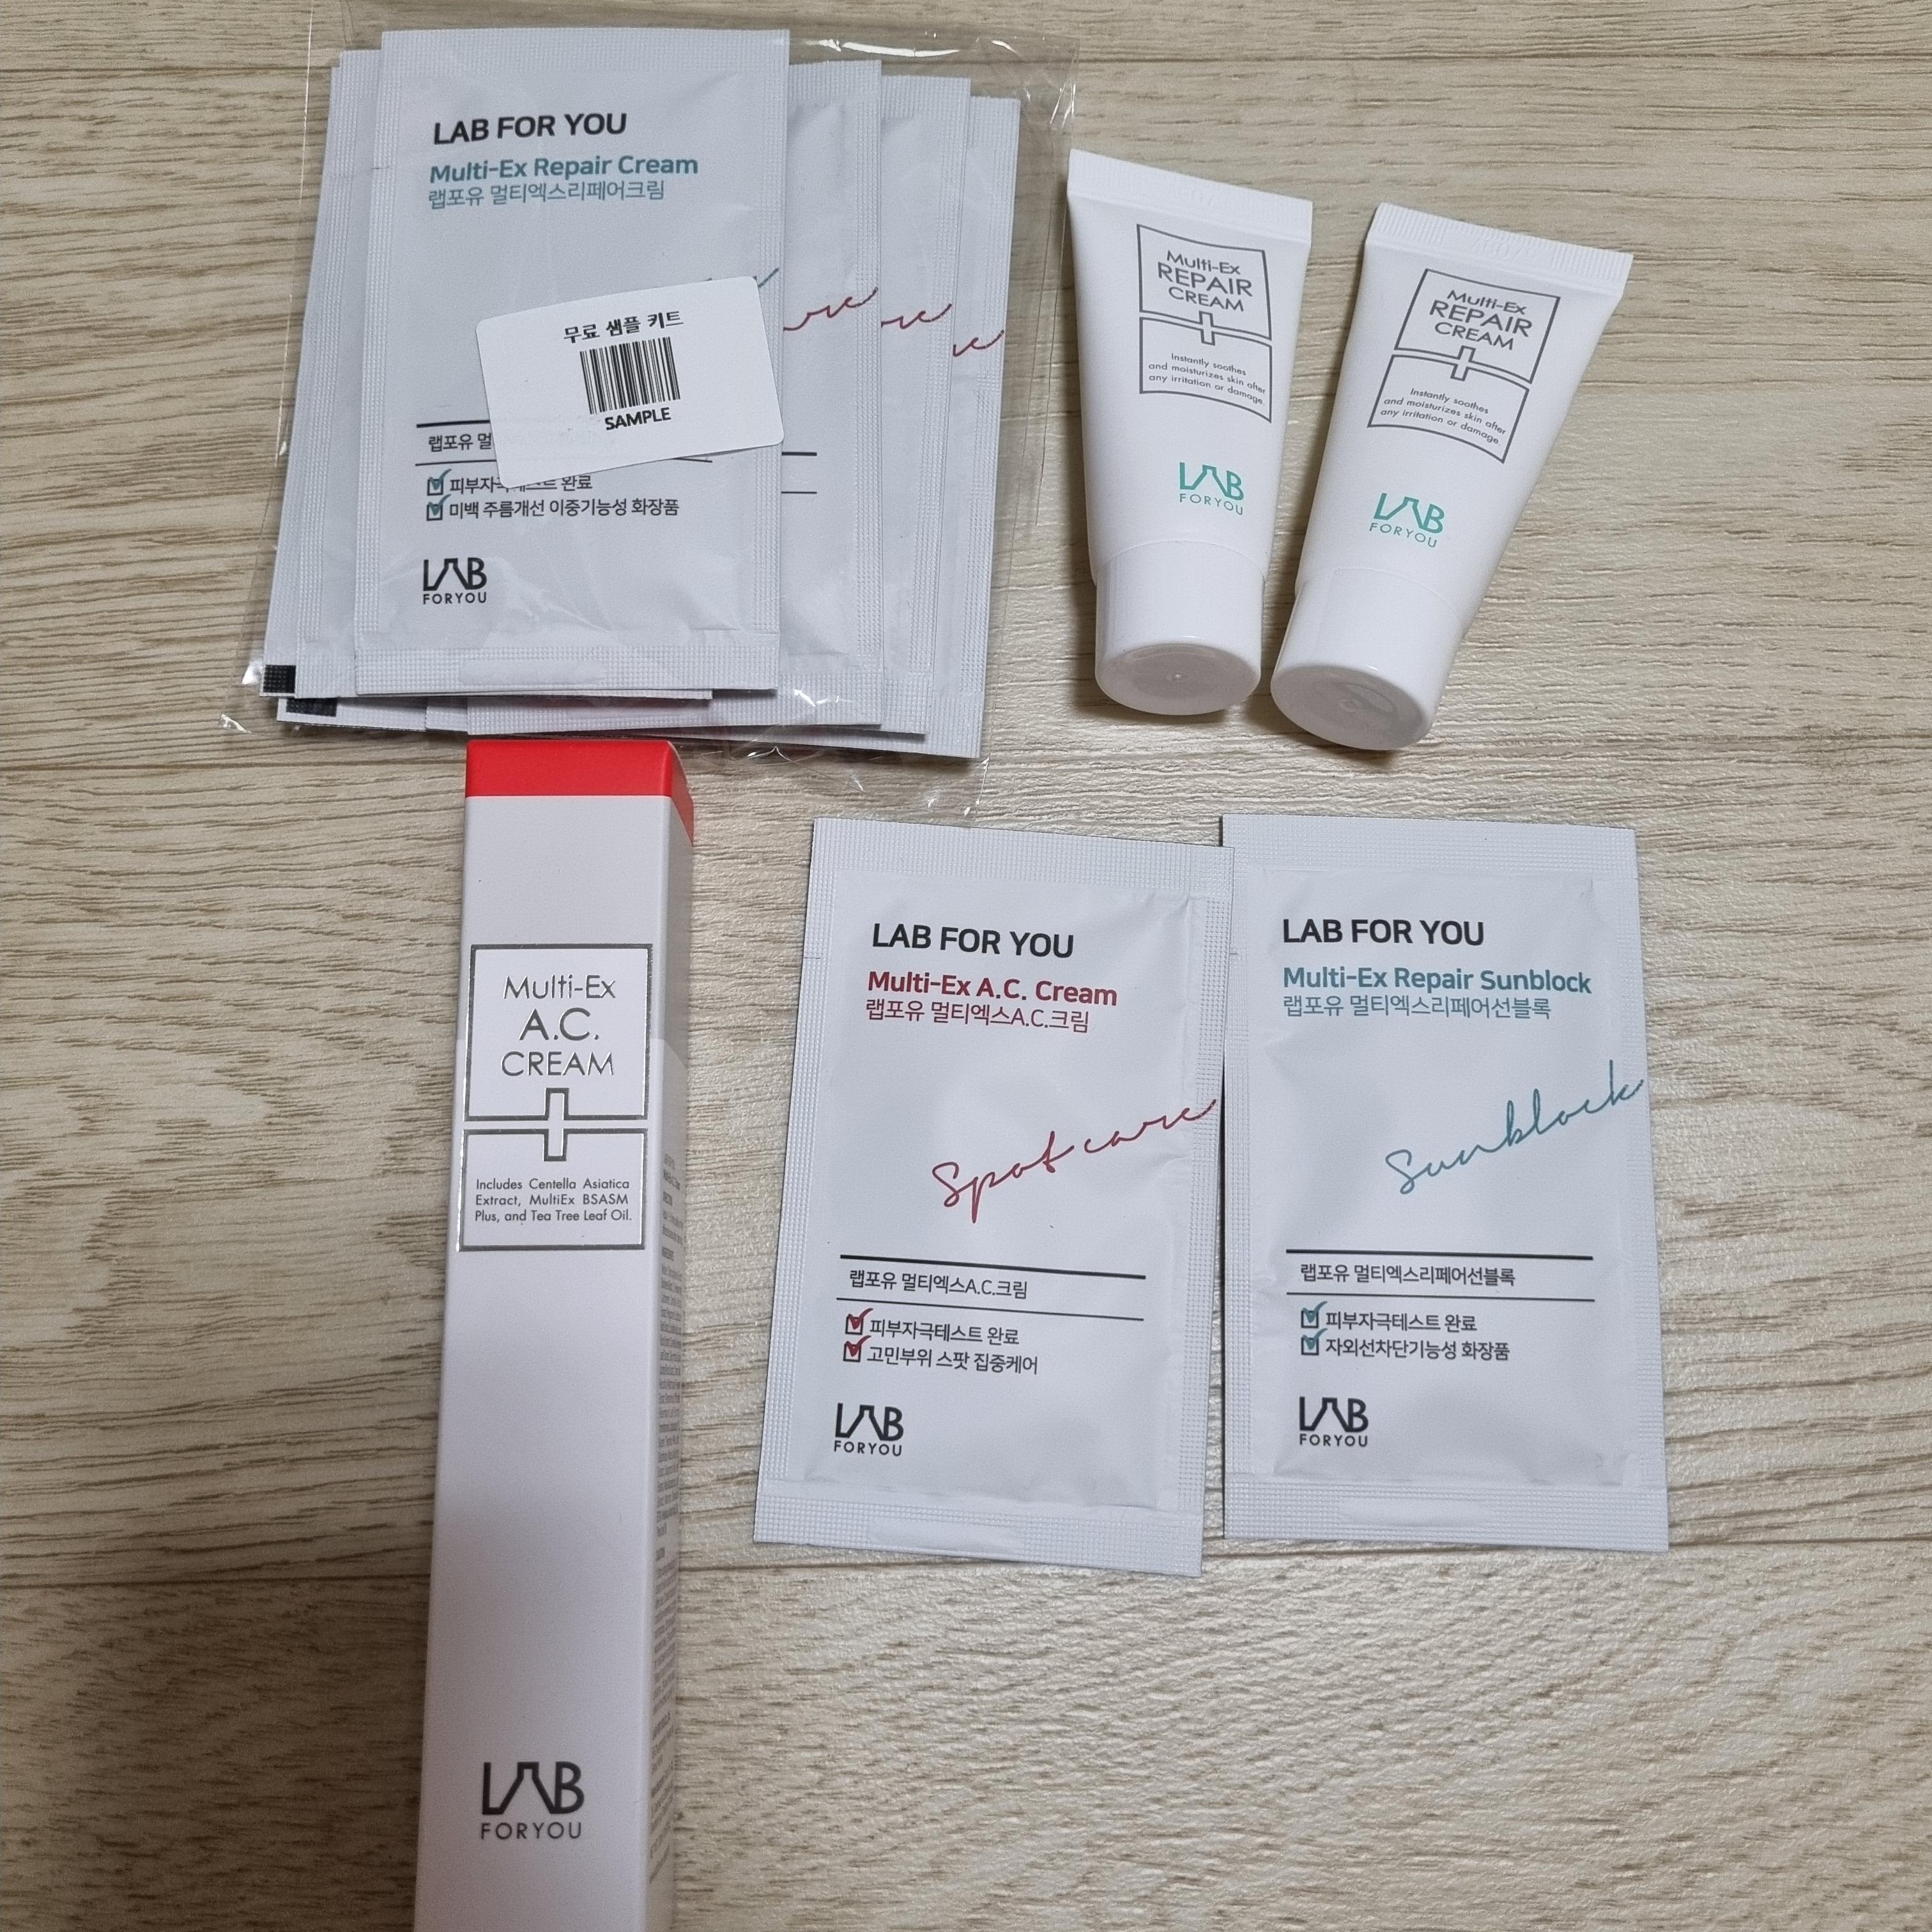 LAB FOR YOU
Multi-Ex Repair Cream
랩포유 멀티엑스리페어크림
무료 샘플 키트
SAMPLE
랩포유 멀
피부자극테스트 완료
미백 주름개선 이중기능성 화장품
LAB
FORYOU
Multi-Ex
REPAIR
CREAM
Instantly soothes
and moisturizes skin after
any irritation or damage.
LAB
FORYOU
Multi-Ex
REPAIR
CREAM
Instantly soothes
and moisturizes skin after
any irritation or damage.
LAB
FORYOU
Multi-Ex
A.C.
CREAM
Includes Centella Asiatica
Extract, MultiEx BSASM
Plus, and Tea Tree Leaf Oil.
LAB
FORYOU
LAB FOR YOU
Multi-Ex A.C. Cream
랩포유 멀티엑스A.C.크림
Spot care
랩포유 멀티엑스A.C.크림
피부자극테스트 완료
고민부위 스팟 집중케어
LAB
FORYOU
LAB FOR YOU
Multi-Ex Repair Sunblock
랩포유 멀티엑스리페어선블록
Sunblock
랩포유 멀티엑스리페어선블록
피부자극테스트 완료
자외선차단기능성 화장품
LAB
FORYOU